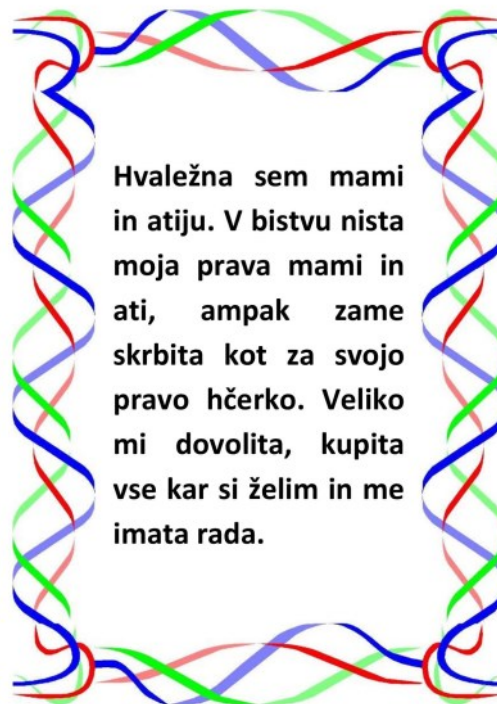 Hvaležna sem mami
in atiju. V bistvu nista
moja prava mami in
ati, ampak zame
skrbita kot za svojo
pravo hčerko. Veliko
mi dovolita, kupita
vse kar si želim in me
imata rada.